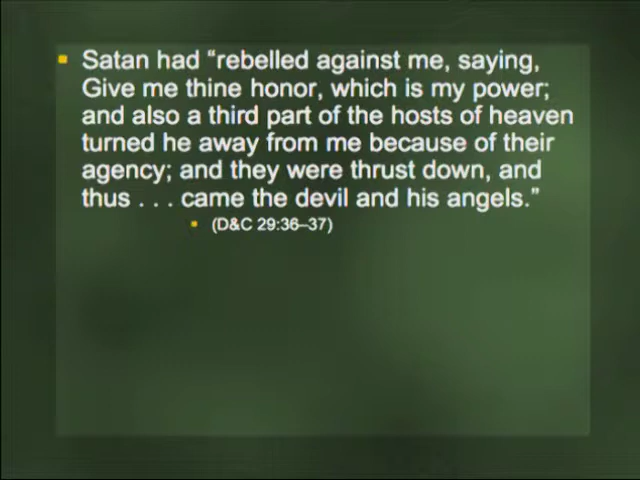 Satan had “rebelled against me, saying,
Give me thine honor, which is my power;
and also a third part of the hosts of heaven
turned he away from me because of their
agency; and they were thrust down, and
thus . . . came the devil and his angels.”
(D&C 29:36–37)